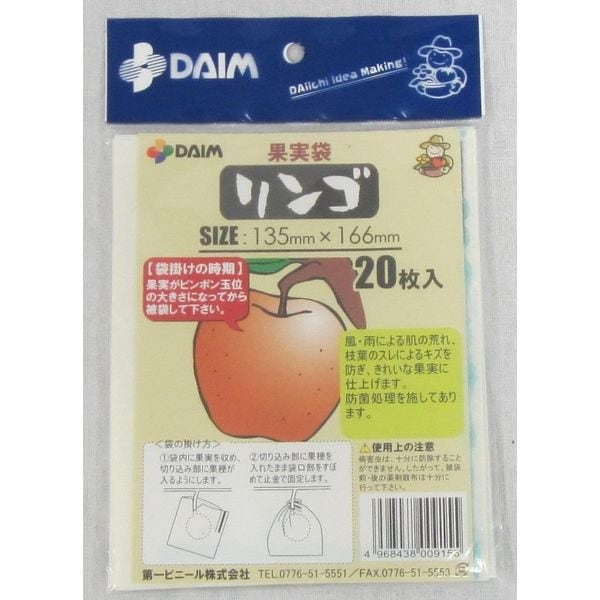 DAIM
DAiichi Idea Making!
DAIM
果実袋
リンゴ
SIZE:135mm×166mm
20枚入
【袋掛けの時期】
果実がピンポン玉位
の大きさになってから
被袋して下さい。
風・雨による肌の荒れ、
枝葉のスレによるキズを
防ぎ、きれいな果実に
仕上げます。
防菌処理を施してあり
ます。
〈袋の掛け方〉
①袋内に果実を収め、
切り込み部に果梗が
入るようにします。
②切り込み部に果梗を
入れたまま袋口部をすぼ
めて止金で固定します。
⚠使用上の注意
病害虫は、十分に防除すること
ができません。したがって、被袋
前・後の薬剤散布は十分に
行って下さい。
4 968438 009155
第一ビニール株式会社 TEL.0776-51-5551/FAX.0776-51-5553